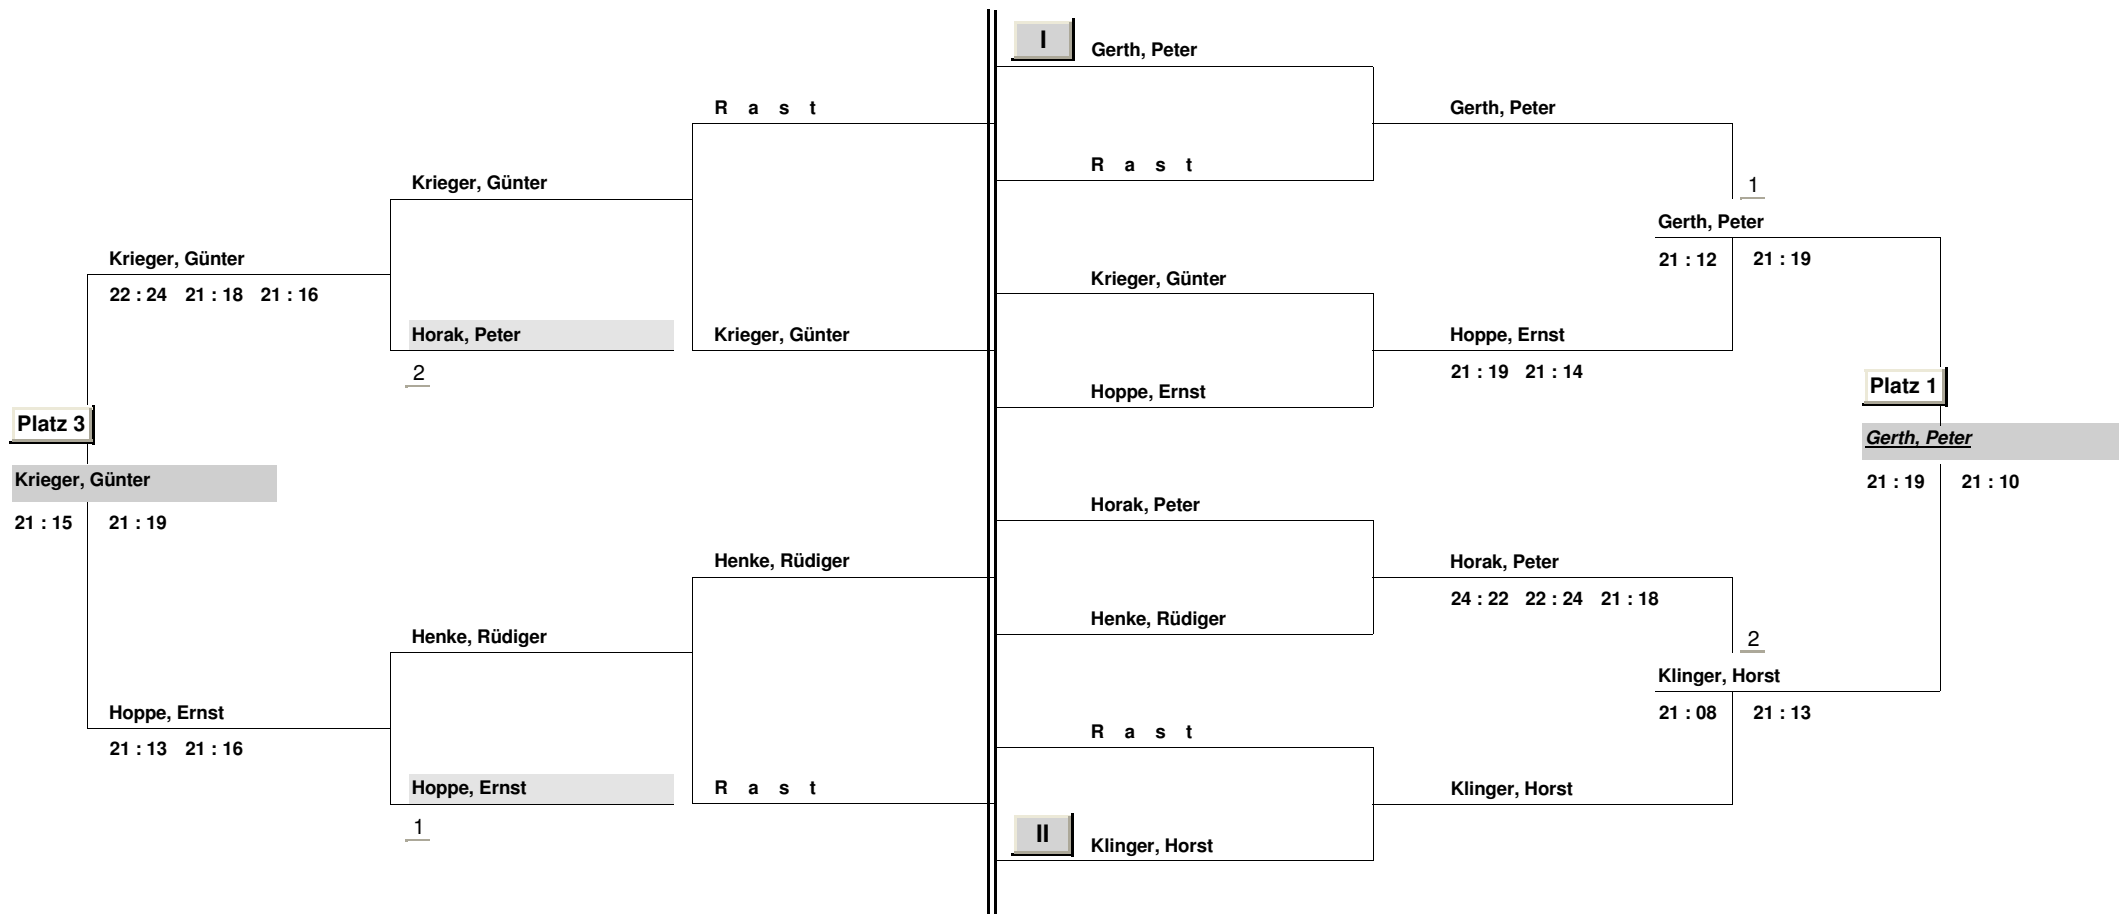 I
Gerth, Peter
R a s t
Gerth, Peter
R a s t
Krieger, Günter
1
Gerth, Peter
Krieger, Günter
21 : 12 21 : 19
Krieger, Günter
22 : 24 21 : 18 21 : 16
Horak, Peter
Krieger, Günter
Hoppe, Ernst
2
21 : 19 21 : 14
Hoppe, Ernst
Platz 1
Platz 3
Gerth, Peter
Krieger, Günter
21 : 19 21 : 10
21 : 15 21 : 19
Horak, Peter
Henke, Rüdiger
Horak, Peter
24 : 22 22 : 24 21 : 18
Henke, Rüdiger
Henke, Rüdiger
2
Klinger, Horst
Hoppe, Ernst
21 : 08 21 : 13
21 : 13 21 : 16
R a s t
Hoppe, Ernst
R a s t
Klinger, Horst
1
II
Klinger, Horst